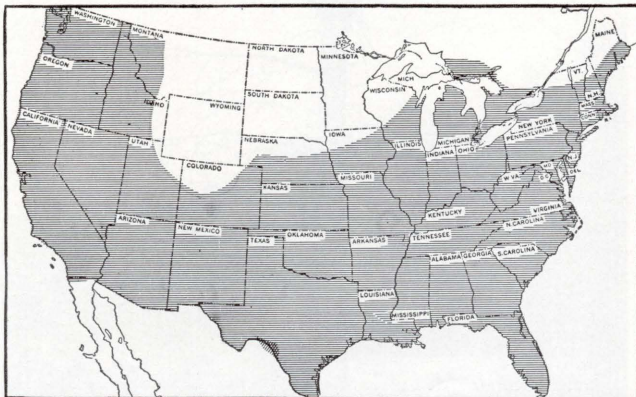 WASHINGTON
MONTANA
NORTH DAKOTA
MINNESOTA
MAINE
OREGON
VT.
MICH
WISCONSIN
N.H.
SOUTH DAKOTA
IDAHO
WYOMING
MASS
CONN
NEW YORK
CALIFORNIA
NEVADA
IOWA
PENNSYLVANIA
UTAH
NEBRASKA
ILLINOIS
MICHIGAN
INDIANA
OHIO
N.J.
COLORADO
MD
DEL
W.VA.
MISSOURI
KANSAS
VIRGINIA
KENTUCKY
N.CAROLINA
ARIZONA
NEW MEXICO
TEXAS
OKLAHOMA
ARKANSAS
TENNESSEE
ALABAMA
GEORGIA
S.CAROLINA
LOUISIANA
MISSISSIPPI
FLORIDA